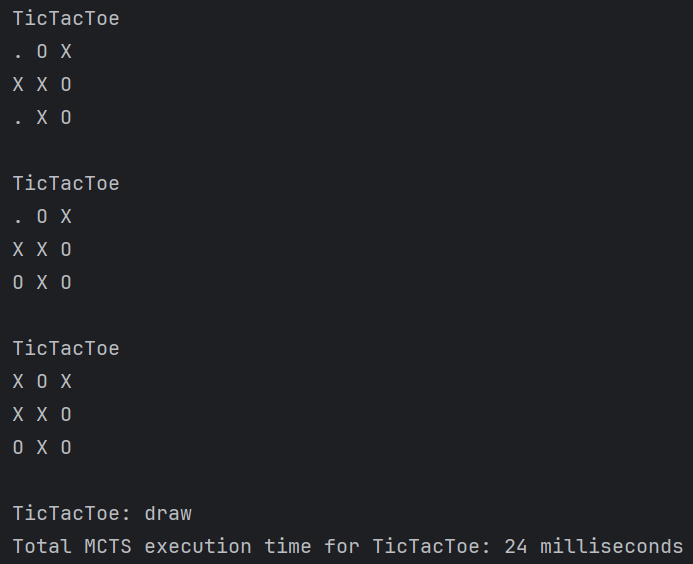 TicTacToe
. O X
X X O
. X O
TicTacToe
. O X
X X O
O X O
TicTacToe
X O X
X X O
O X O
TicTacToe: draw
Total MCTS execution time for TicTacToe: 24 milliseconds